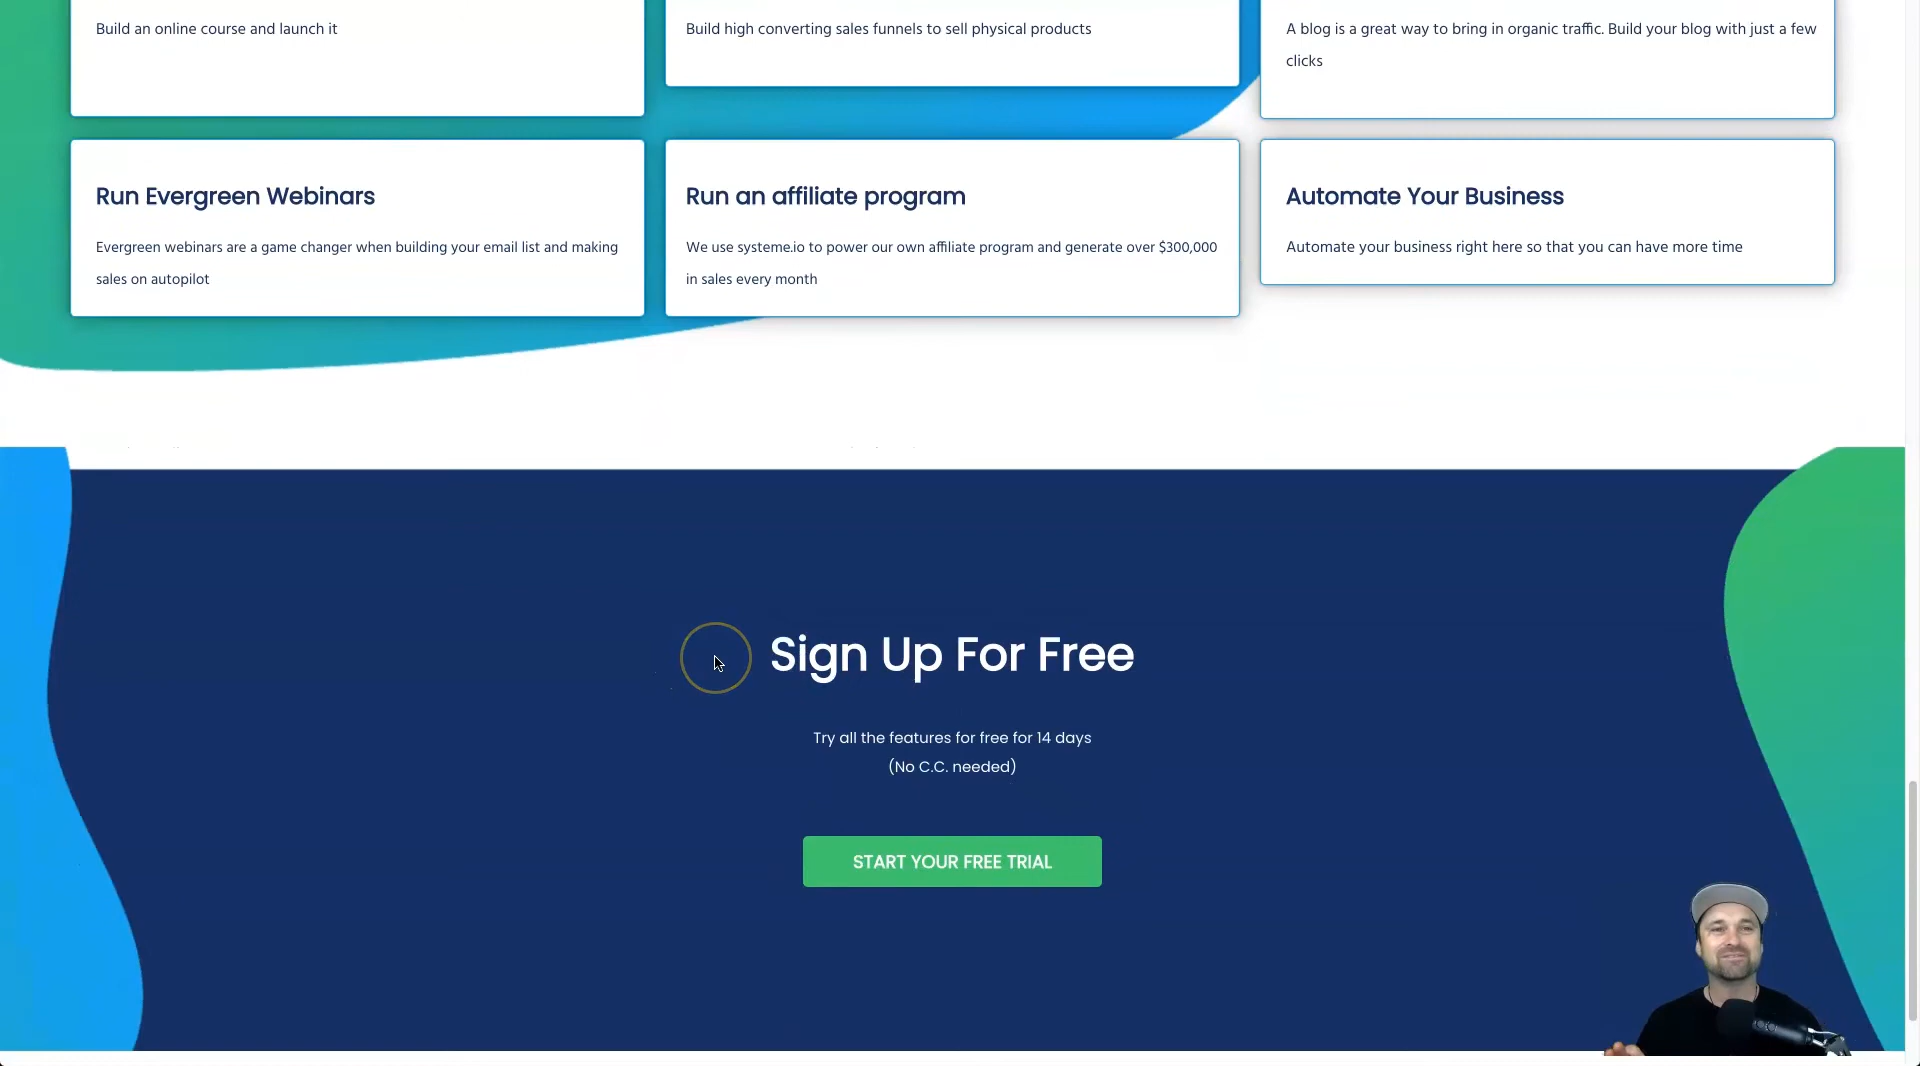 Build an online course and launch it
Build high converting sales funnels to sell physical products
A blog is a great way to bring in organic traffic. Build your blog with just a few
clicks
Run Evergreen Webinars
Evergreen webinars are a game changer when building your email list and making
sales on autopilot
Run an affiliate program
We use systeme.io to power our own affiliate program and generate over $300,000
in sales every month
Automate Your Business
Automate your business right here so that you can have more time
Sign Up For Free
Try all the features for free for 14 days
(No C.C. needed)
START YOUR FREE TRIAL